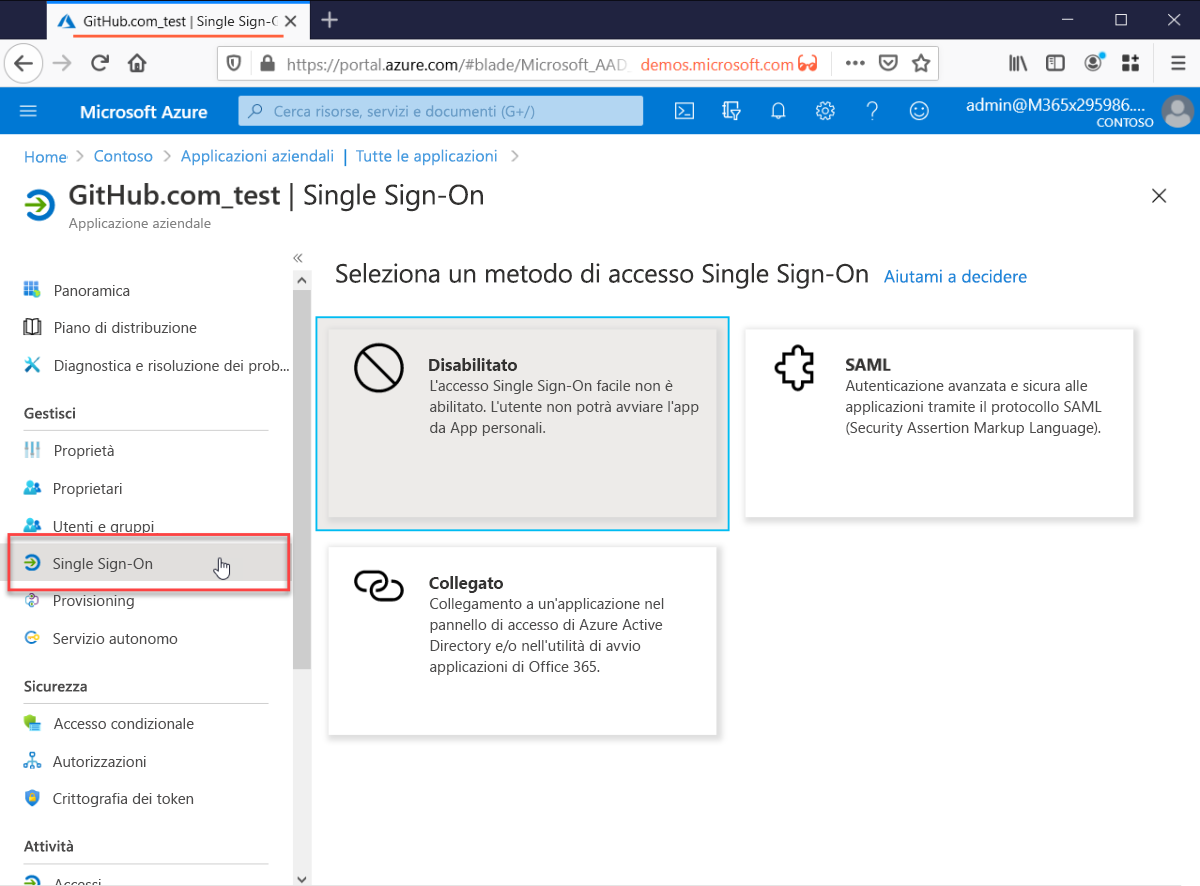 GitHub.com_test | Single Sign-
https://portal.azure.com/#blade/Microsoft_AAD_ demos.microsoft.com
Microsoft Azure
Cerca risorse, servizi e documenti (G+/)
admin@M365x295986....
CONTOSO
Home > Contoso > Applicazioni aziendali | Tutte le applicazioni >
GitHub.com_test | Single Sign-On
Applicazione aziendale
«
Panoramica
Piano di distribuzione
Diagnostica e risoluzione dei prob...
Gestisci
Proprietà
Proprietari
Utenti e gruppi
Single Sign-On
Provisioning
Servizio autonomo
Sicurezza
Accesso condizionale
Autorizzazioni
Crittografia dei token
Attività
Accessi
Seleziona un metodo di accesso Single Sign-On Aiutami a decidere
Disabilitato
L'accesso Single Sign-On facile non è
abilitato. L'utente non potrà avviare l'app
da App personali.
SAML
Autenticazione avanzata e sicura alle
applicazioni tramite il protocollo SAML
(Security Assertion Markup Language).
Collegato
Collegamento a un'applicazione nel
pannello di accesso di Azure Active
Directory e/o nell'utilità di avvio
applicazioni di Office 365.